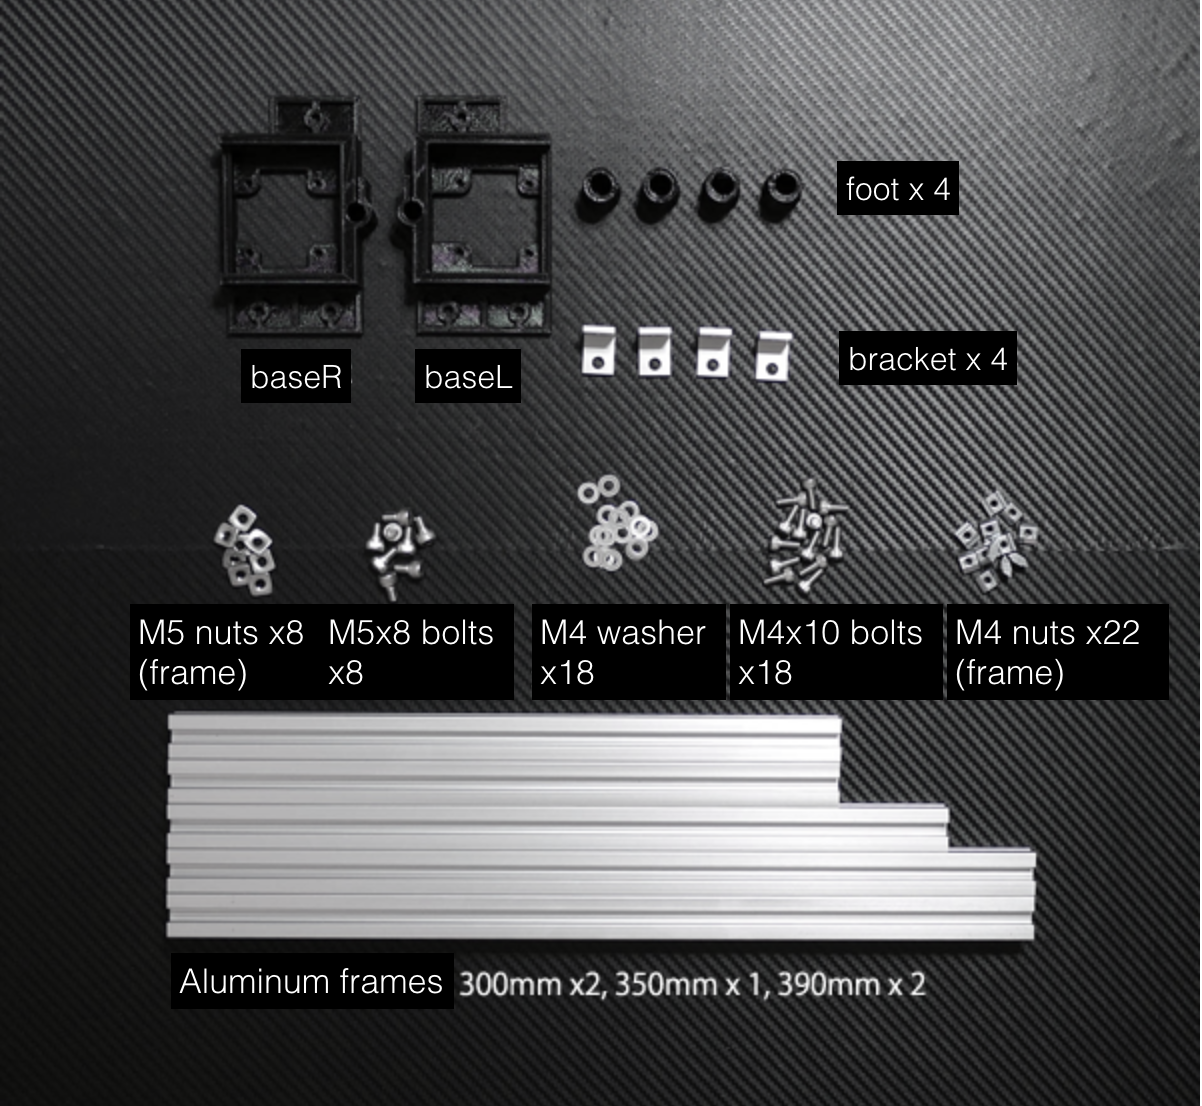 foot x 4
bracket x 4
baseR
baseL
M5 nuts x8
(frame)
M5x8 bolts
x8
M4 washer
x18
M4x10 bolts
x18
M4 nuts x22
(frame)
Aluminum frames 300mm x2, 350mm x 1, 390mm x 2